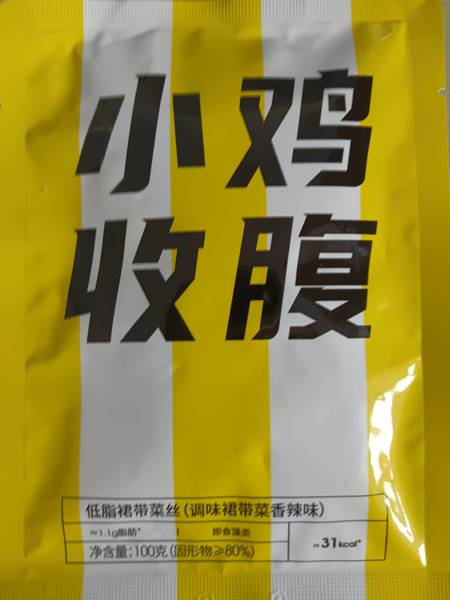 小鸡
收腹
低脂裙带菜丝(调味裙带菜香辣味)
≈1.1g脂肪* | 即食藻类
净含量:100克(固形物≥80%)
≈31kcal*